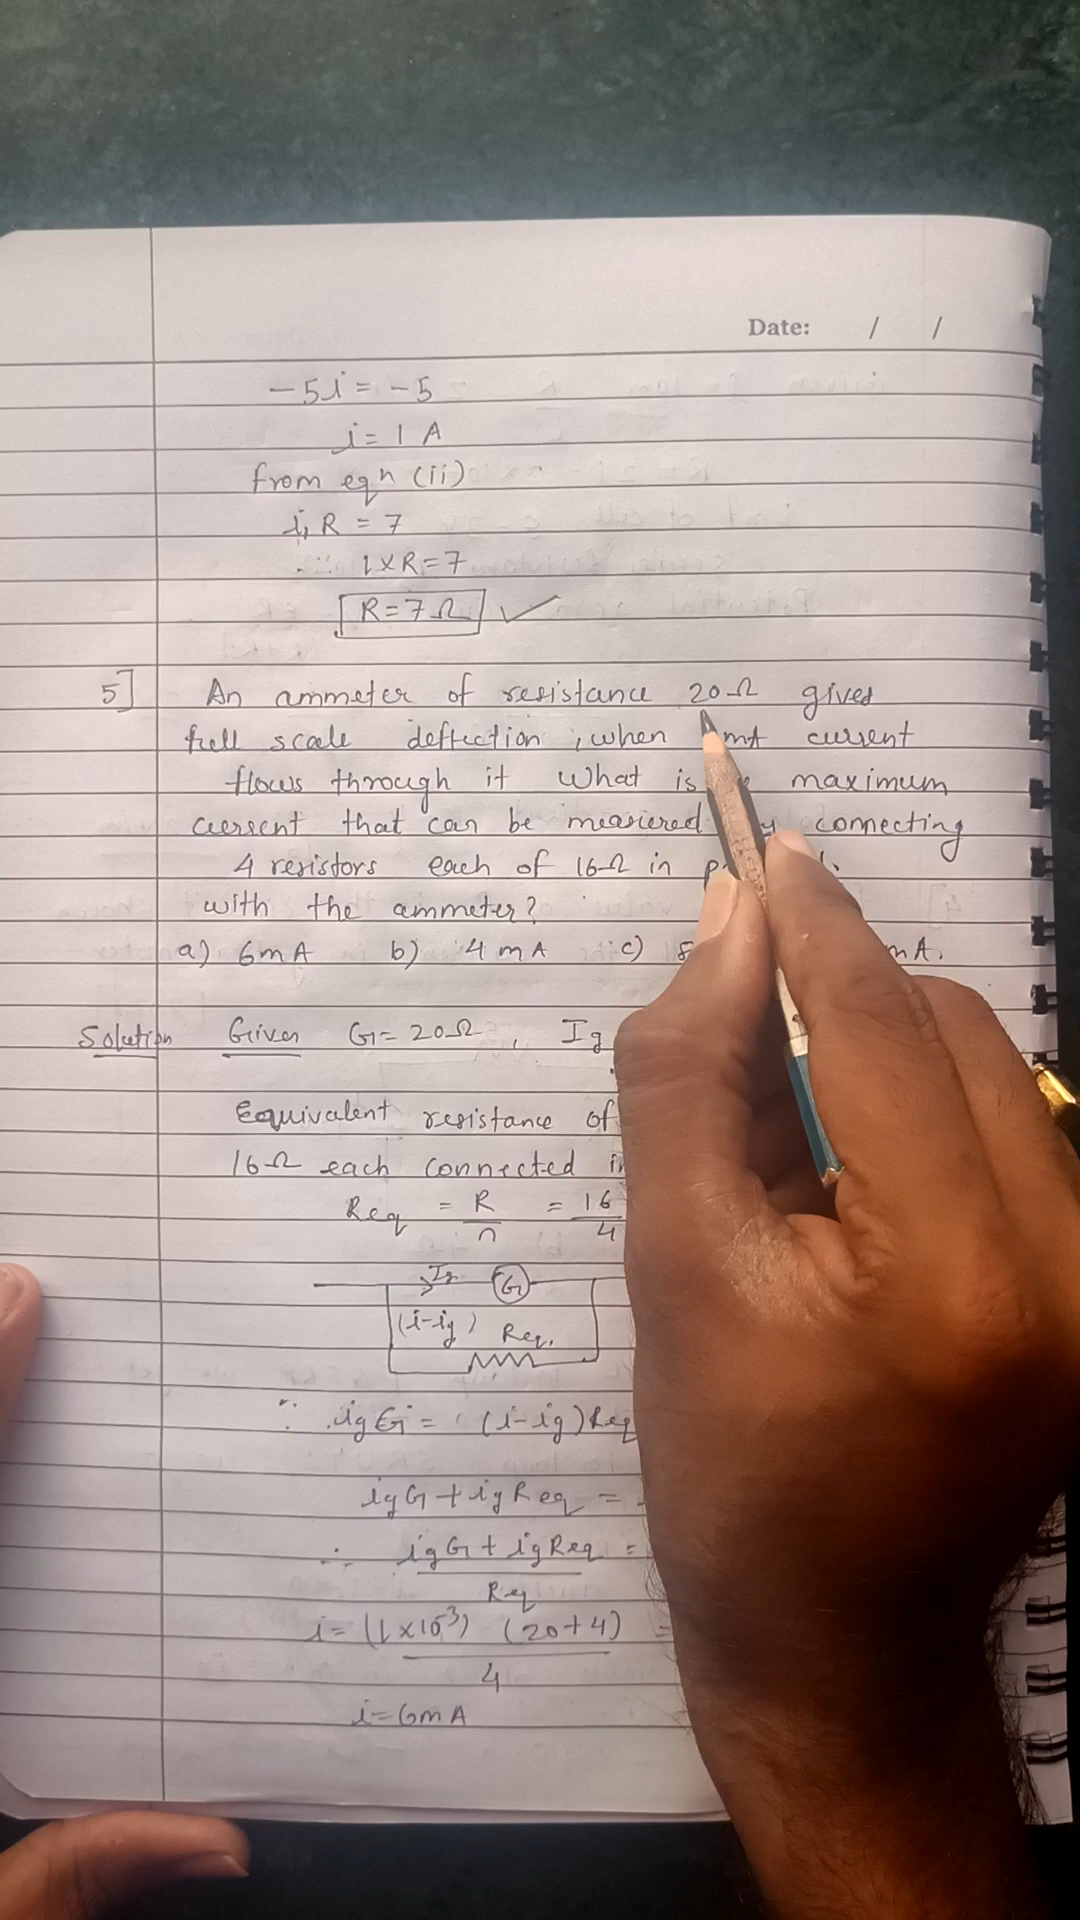 Date: / /
-5i = -5
i = 1 A
from eqn (ii)
i, R = 7
1 x R = 7
R = 7 Ω ✓
5] An ammeter of resistance 20 Ω gives
full scale deflection , when mA current
flows through it What is maximum
current that can be measured connecting
4 resistors each of 16 Ω in
with the ammeter?
a) 6 m A b) 4 m A c) 8 mA.
Solution Given G = 20 Ω , Ig
Equivalent resistance of
16 Ω each connected in
Req = R/n = 16/4
Ig G
(i-ig) Req.
∵ ig G = (i-ig) Req
ig G + ig Req =
∴ ig G + ig Req / Req =
i = (1 x 10^-3) (20+4) / 4 =
i = 6 m A